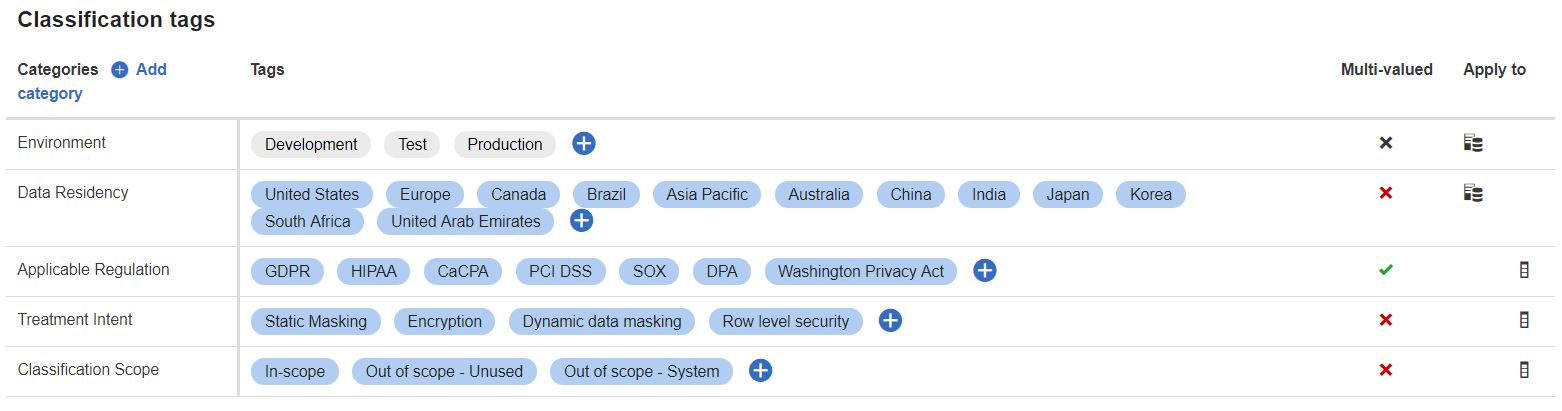 Classification tags
Categories Add category Tags Multi-valued Apply to
Environment Development Test Production
Data Residency United States Europe Canada Brazil Asia Pacific Australia China India Japan Korea
South Africa United Arab Emirates
Applicable Regulation GDPR HIPAA CaCPA PCI DSS SOX DPA Washington Privacy Act
Treatment Intent Static Masking Encryption Dynamic data masking Row level security
Classification Scope In-scope Out of scope - Unused Out of scope - System